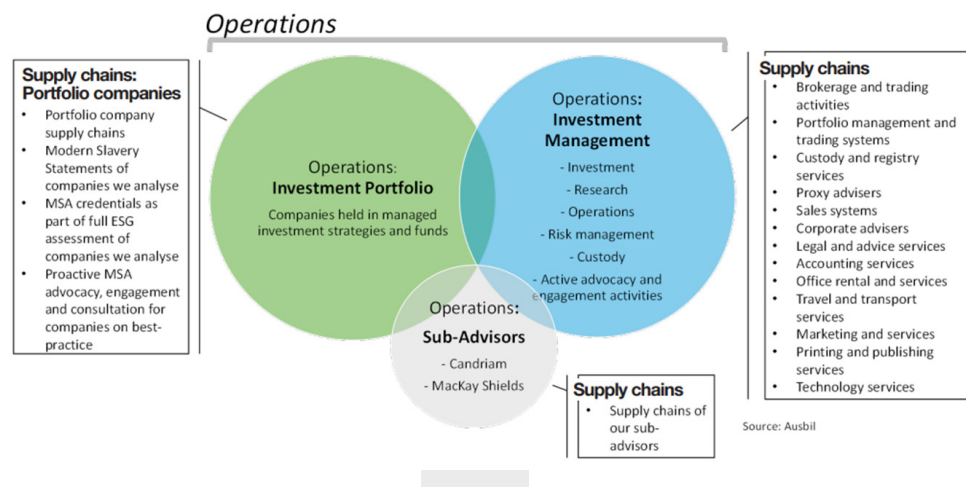 Operations
Supply chains:
Portfolio companies
• Portfolio company
supply chains
• Modern Slavery
Statements of
companies we analyse
• MSA credentials as
part of full ESG
assessment of
companies we analyse
• Proactive MSA
advocacy, engagement
and consultation for
companies on best-
practice
Operations:
Investment Portfolio
Companies held in managed
investment strategies and funds
Operations:
Investment
Management
- Investment
- Research
- Operations
- Risk management
- Custody
- Active advocacy and
engagement activities
Operations:
Sub-Advisors
- Candriam
- MacKay Shields
Supply chains
• Supply chains of
our sub-
advisors
Supply chains
• Brokerage and trading
activities
• Portfolio management and
trading systems
• Custody and registry
services
• Proxy advisers
• Sales systems
• Corporate advisers
• Legal and advice services
• Accounting services
• Office rental and services
• Travel and transport
services
• Marketing and services
• Printing and publishing
services
• Technology services
Source: Ausbil